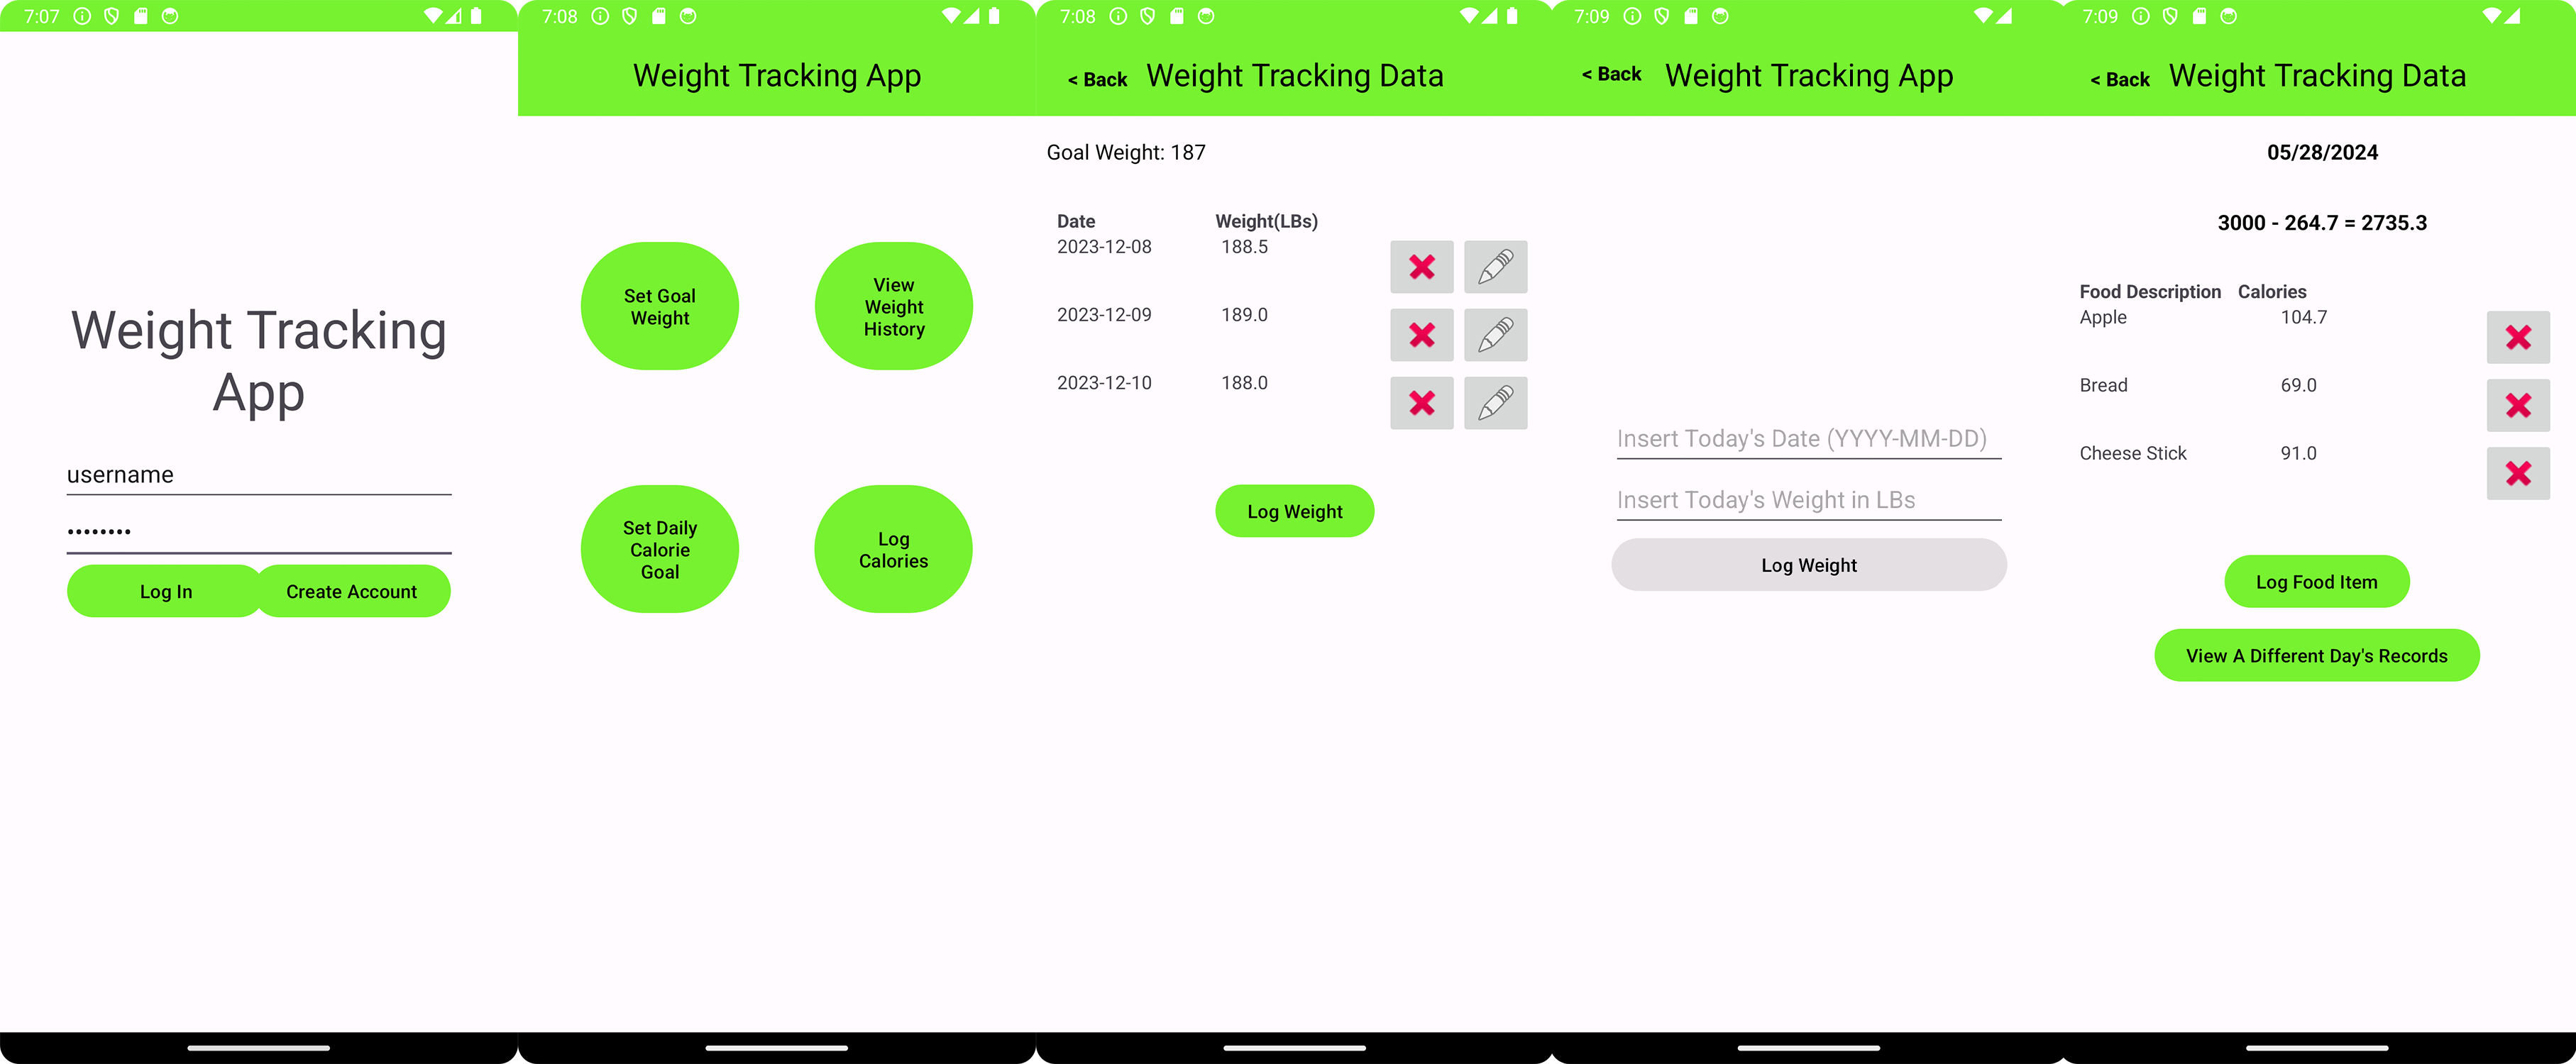 7:07
Weight Tracking
App
username
••••••••
Log In
Create Account
7:08
Weight Tracking App
Set Goal
Weight
View
Weight
History
Set Daily
Calorie
Goal
Log
Calories
7:08
< Back Weight Tracking Data
Goal Weight: 187
Date Weight(LBs)
2023-12-08 188.5
2023-12-09 189.0
2023-12-10 188.0
Log Weight
7:09
< Back Weight Tracking App
Insert Today's Date (YYYY-MM-DD)
Insert Today's Weight in LBs
Log Weight
7:09
< Back Weight Tracking Data
05/28/2024
3000 - 264.7 = 2735.3
Food Description Calories
Apple 104.7
Bread 69.0
Cheese Stick 91.0
Log Food Item
View A Different Day's Records